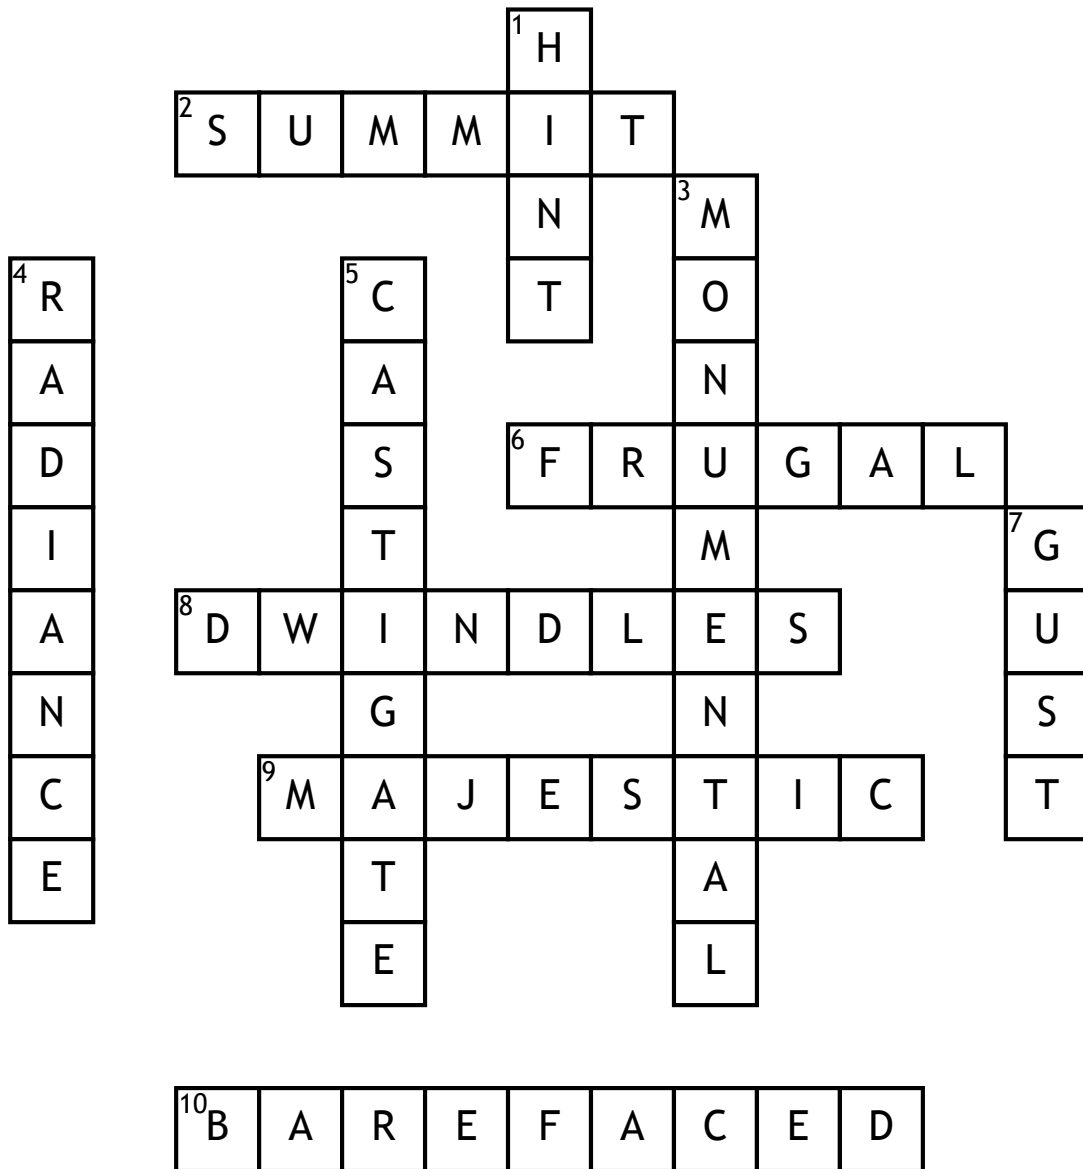 1 H
2 S U M M I T
N 3 M
4 R 5 C T O
A A N
D S 6 F R U G A L
I T M 7 G
A 8 D W I N D L E S U
N G N S
C 9 M A J E S T I C T
E T A
E L
10 B A R E F A C E D